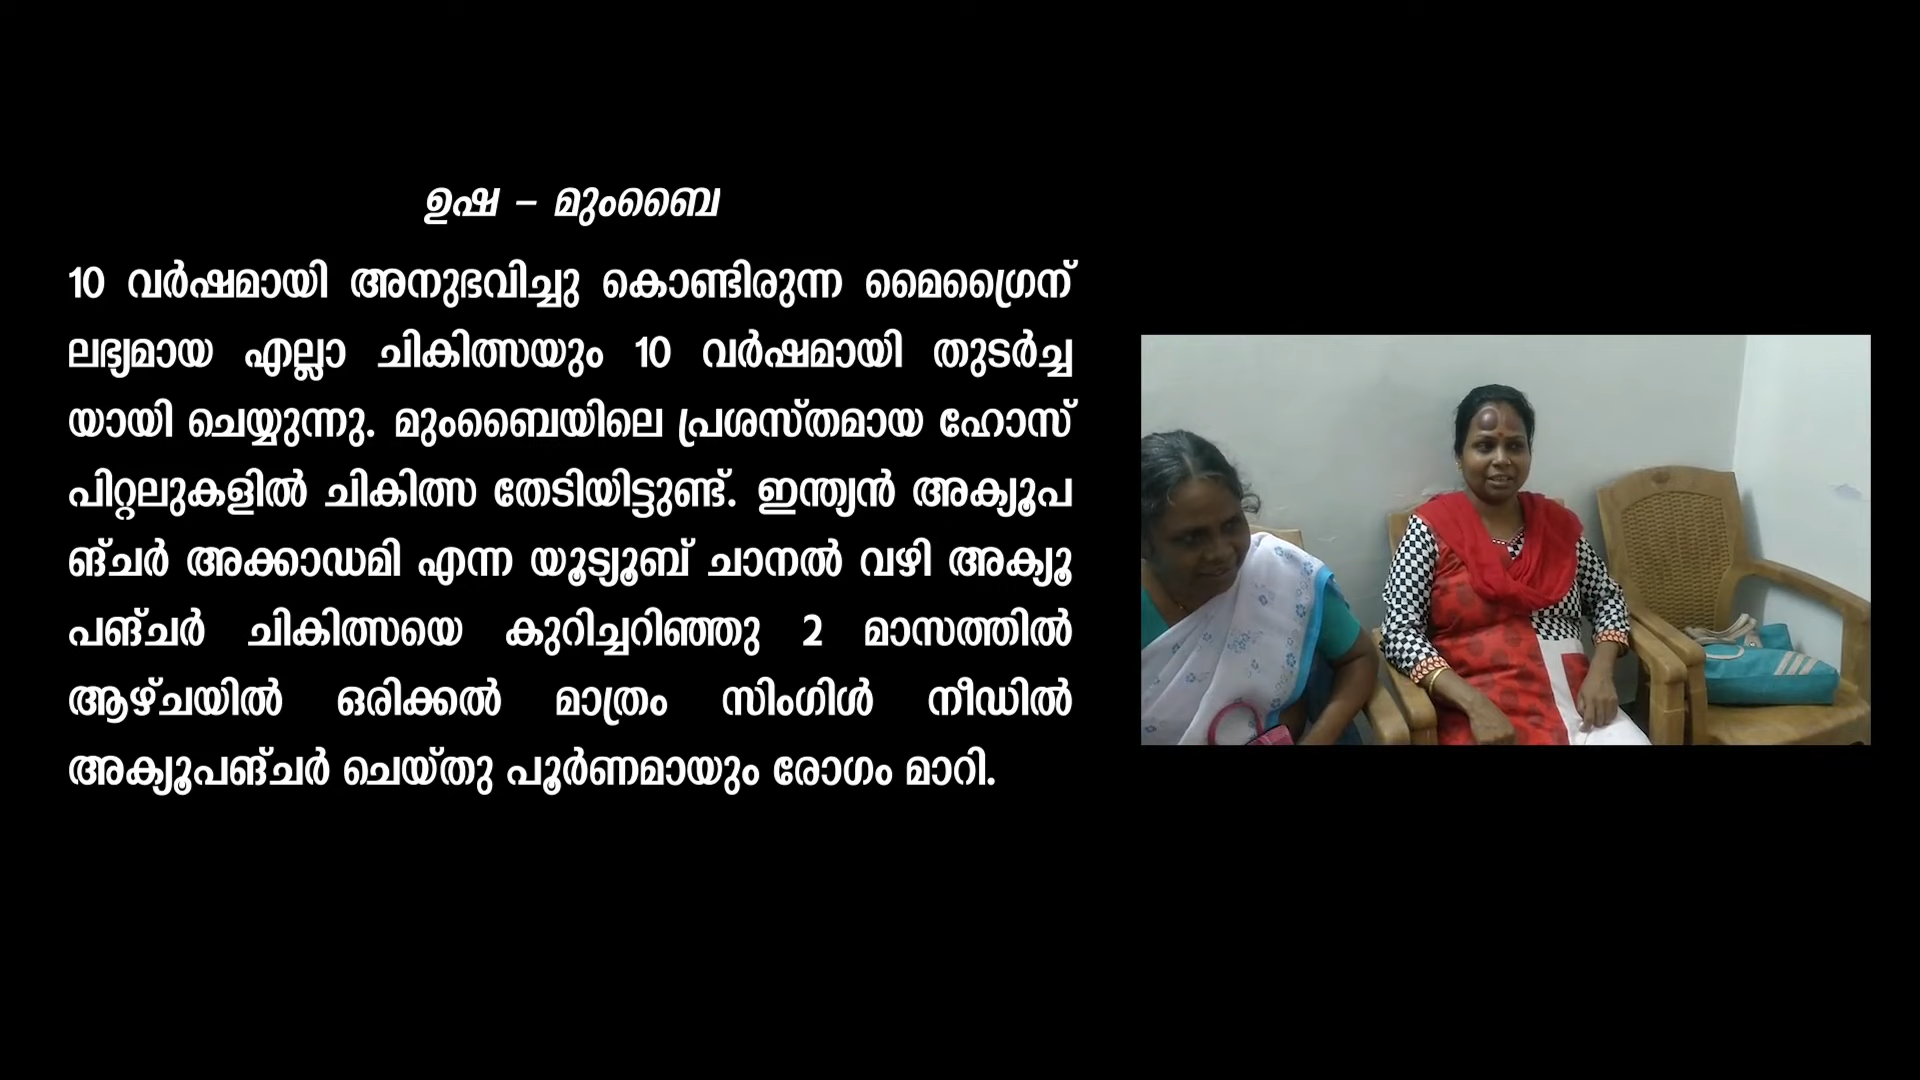 ഉഷ – മുംബൈ
10 വർഷമായി അനുഭവിച്ചു കൊണ്ടിരുന്ന മൈഗ്രൈന്
ലഭ്യമായ എല്ലാ ചികിത്സയും 10 വർഷമായി തുടർച്ച
യായി ചെയ്യുന്നു. മുംബൈയിലെ പ്രശസ്തമായ ഹോസ്
പിറ്റലുകളിൽ ചികിത്സ തേടിയിട്ടുണ്ട്. ഇന്ത്യൻ അക്യൂപ
ങ്ചർ അക്കാഡമി എന്ന യൂട്യൂബ് ചാനൽ വഴി അക്യൂ
പങ്ചർ ചികിത്സയെ കുറിച്ചറിഞ്ഞു 2 മാസത്തിൽ
ആഴ്ചയിൽ ഒരിക്കൽ മാത്രം സിംഗിൾ നീഡിൽ
അക്യൂപങ്ചർ ചെയ്തു പൂർണമായും രോഗം മാറി.